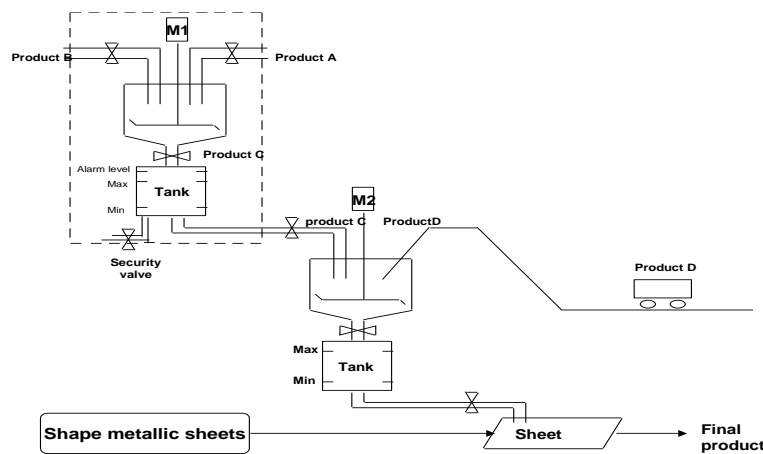 M1
Product B
Product A
Product C
Alarm level
Max
Tank
Min
M2
product C
ProductD
Security
valve
Product D
Max
Tank
Min
Shape metallic sheets
Sheet
Final
product